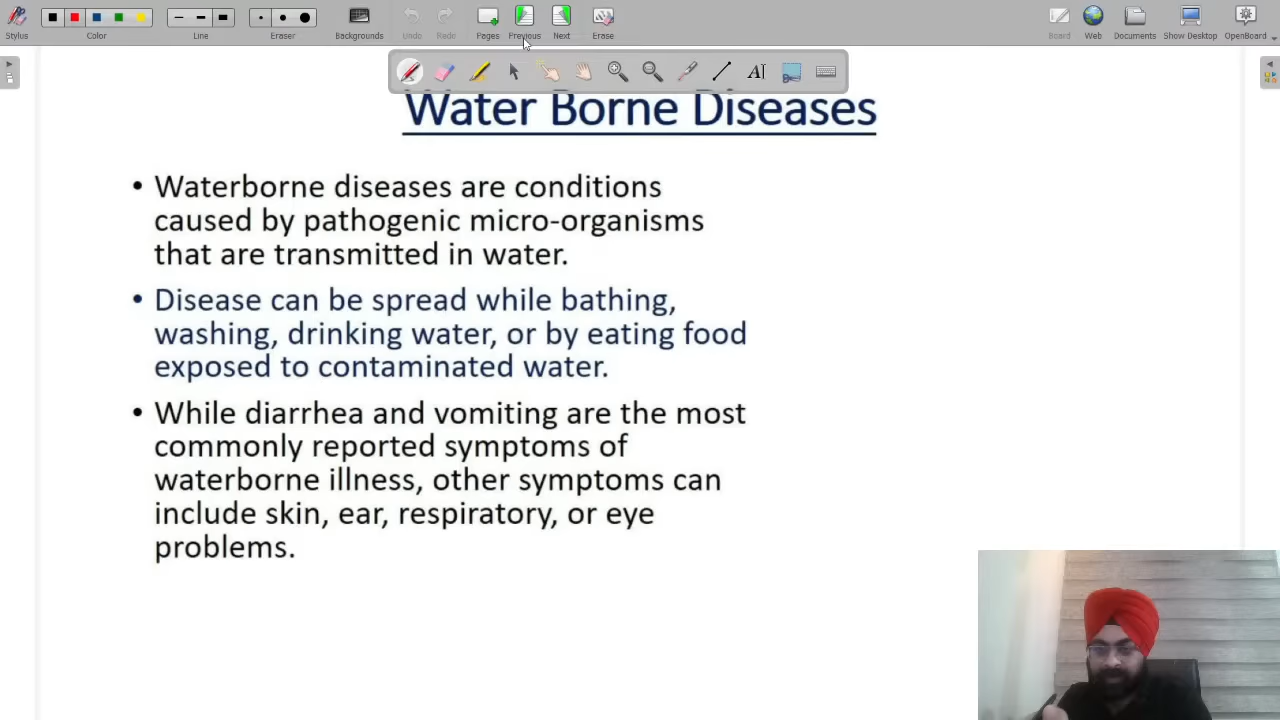 Stylus
Color
Line
Eraser
Backgrounds
Undo
Redo
Pages
Previous
Next
Erase
Board
Web
Documents
Show Desktop
OpenBoard
AI
Water Borne Diseases
• Waterborne diseases are conditions
caused by pathogenic micro-organisms
that are transmitted in water.
• Disease can be spread while bathing,
washing, drinking water, or by eating food
exposed to contaminated water.
• While diarrhea and vomiting are the most
commonly reported symptoms of
waterborne illness, other symptoms can
include skin, ear, respiratory, or eye
problems.